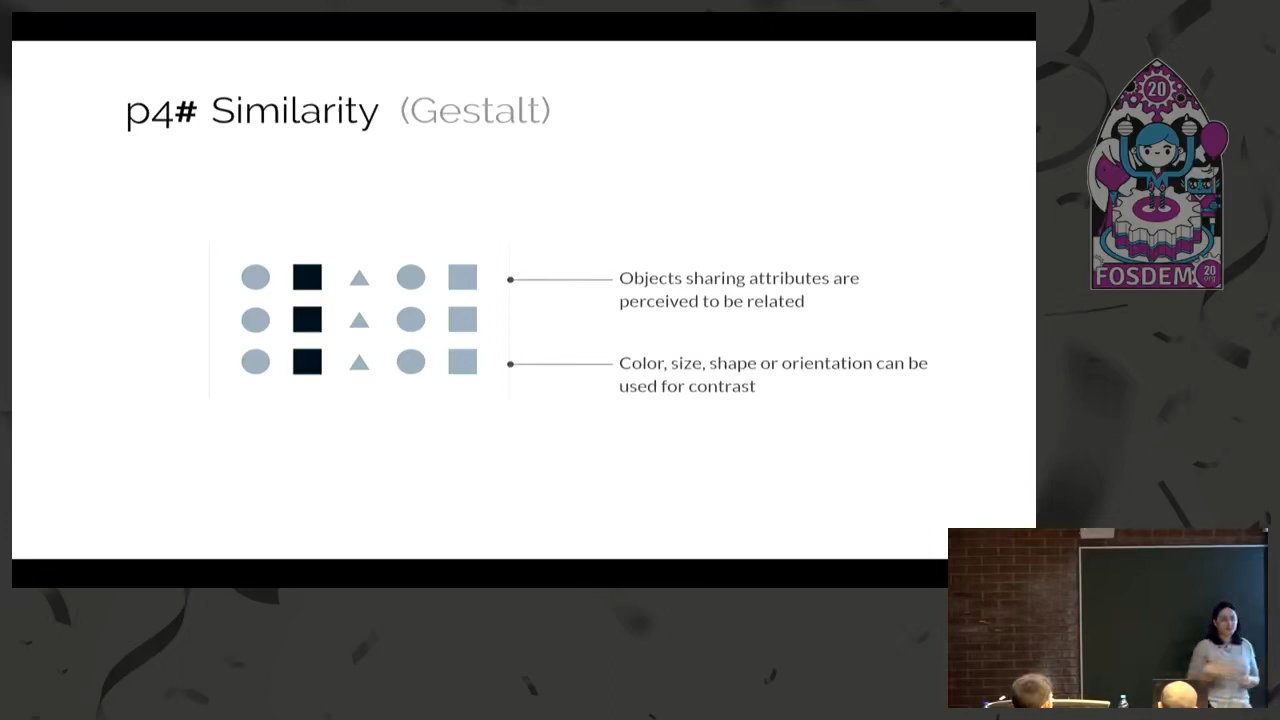 p4# Similarity (Gestalt)
Objects sharing attributes are
perceived to be related
Color, size, shape or orientation can be
used for contrast
20
FOSDEM
20
org